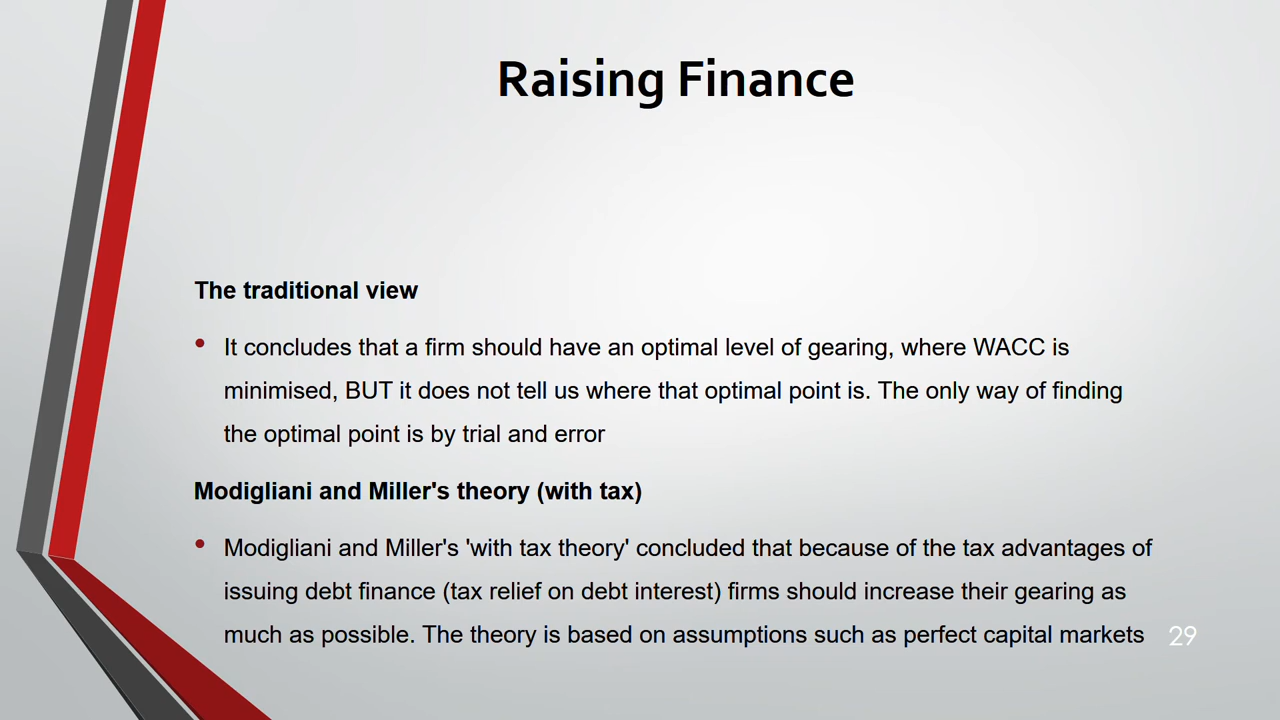 Raising Finance
The traditional view
• It concludes that a firm should have an optimal level of gearing, where WACC is
minimised, BUT it does not tell us where that optimal point is. The only way of finding
the optimal point is by trial and error
Modigliani and Miller's theory (with tax)
• Modigliani and Miller's 'with tax theory' concluded that because of the tax advantages of
issuing debt finance (tax relief on debt interest) firms should increase their gearing as
much as possible. The theory is based on assumptions such as perfect capital markets
29